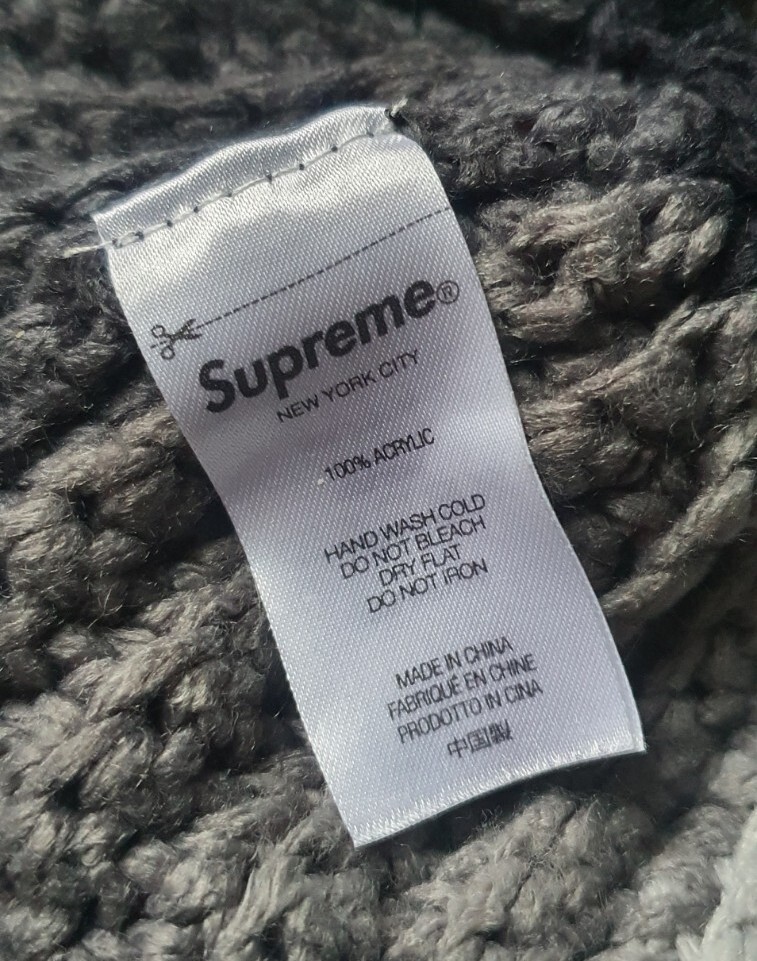 Supreme®
NEW YORK CITY
100% ACRYLIC
HAND WASH COLD
DO NOT BLEACH
DRY FLAT
DO NOT IRON
MADE IN CHINA
FABRIQUÉ EN CHINE
PRODOTTO IN CINA
中国製